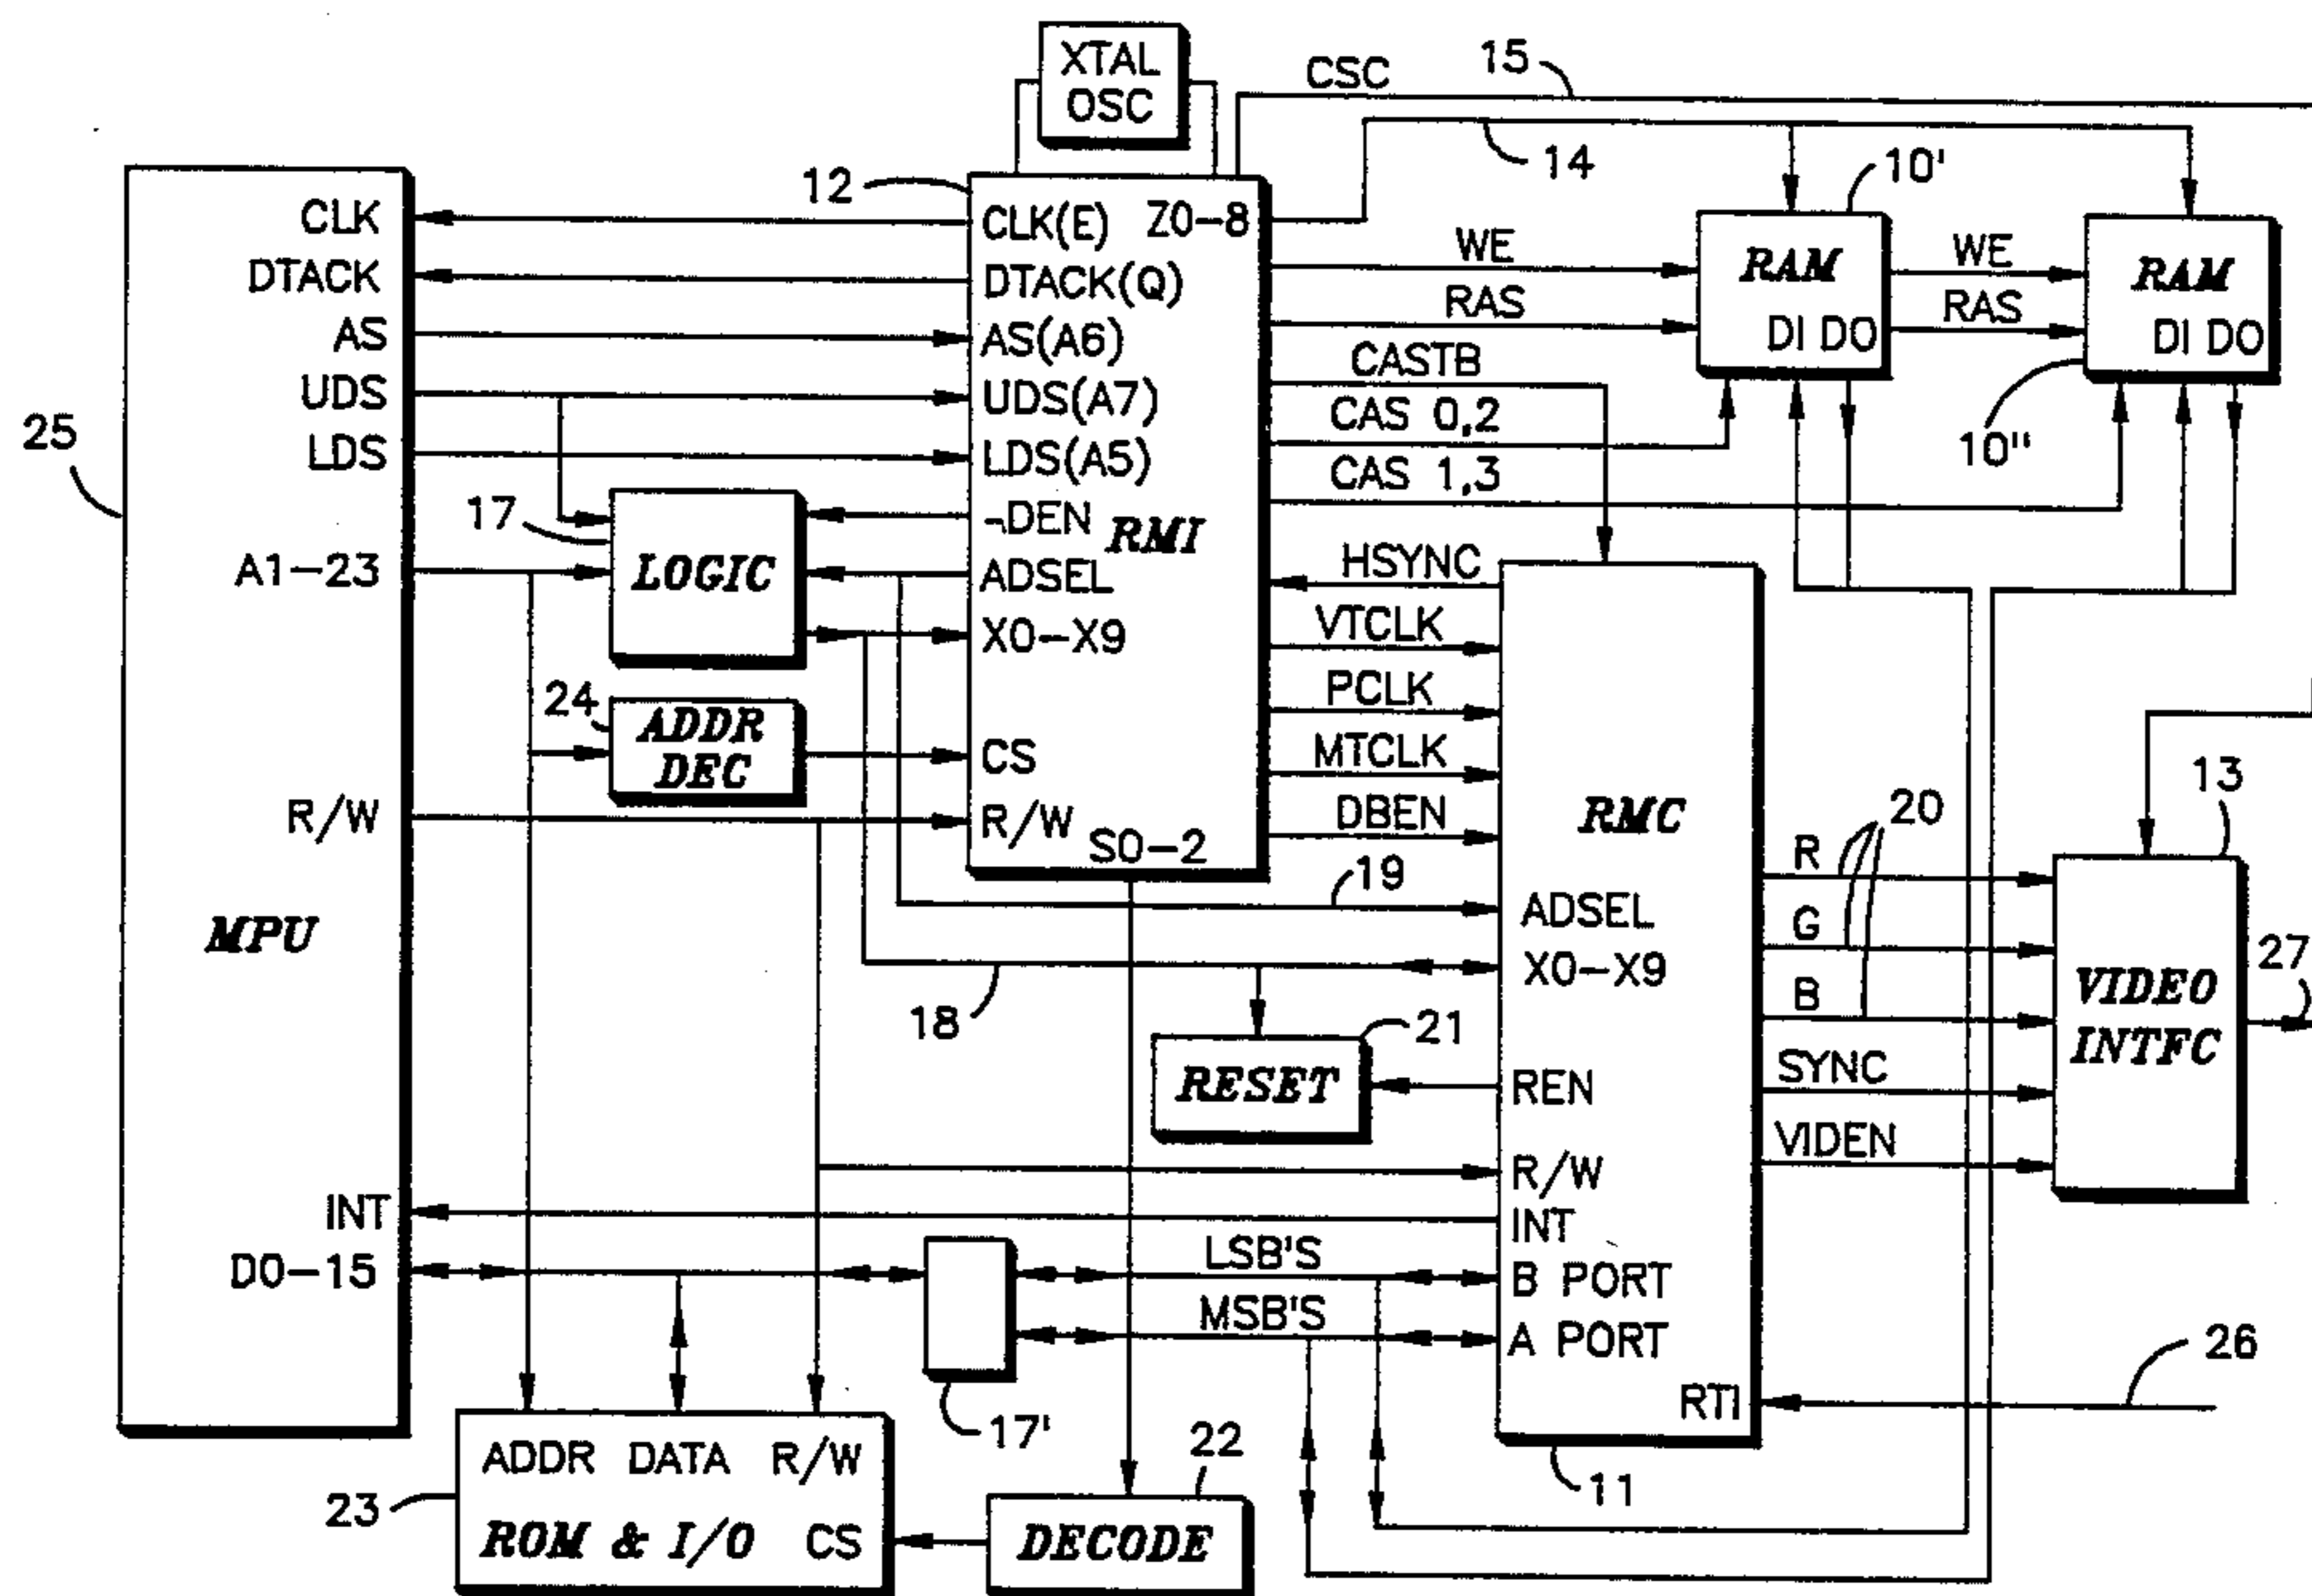 XTAL
OSC
CSC
15
14
10'
12
25
CLK
DTACK
AS
UDS
LDS
A1-23
R/W
MPU
INT
D0-15
CLK(E)
Z0-8
DTACK(Q)
AS(A6)
UDS(A7)
LDS(A5)
¬DEN
RMI
ADSEL
X0-X9
CS
R/W
S0-2
17
LOGIC
24
ADDR
DEC
WE
RAS
CASTB
CAS 0,2
CAS 1,3
RAM
DI DO
WE
RAS
RAM
DI DO
10"
HSYNC
VTCLK
PCLK
MTCLK
DBEN
19
18
RMC
ADSEL
X0-X9
REN
R/W
INT
B PORT
A PORT
RTI
21
RESET
R
G
B
SYNC
VIDEN
20
13
VIDEO
INTFC
27
LSB'S
MSB'S
17'
26
11
23
ADDR DATA R/W
ROM & I/O CS
22
DECODE